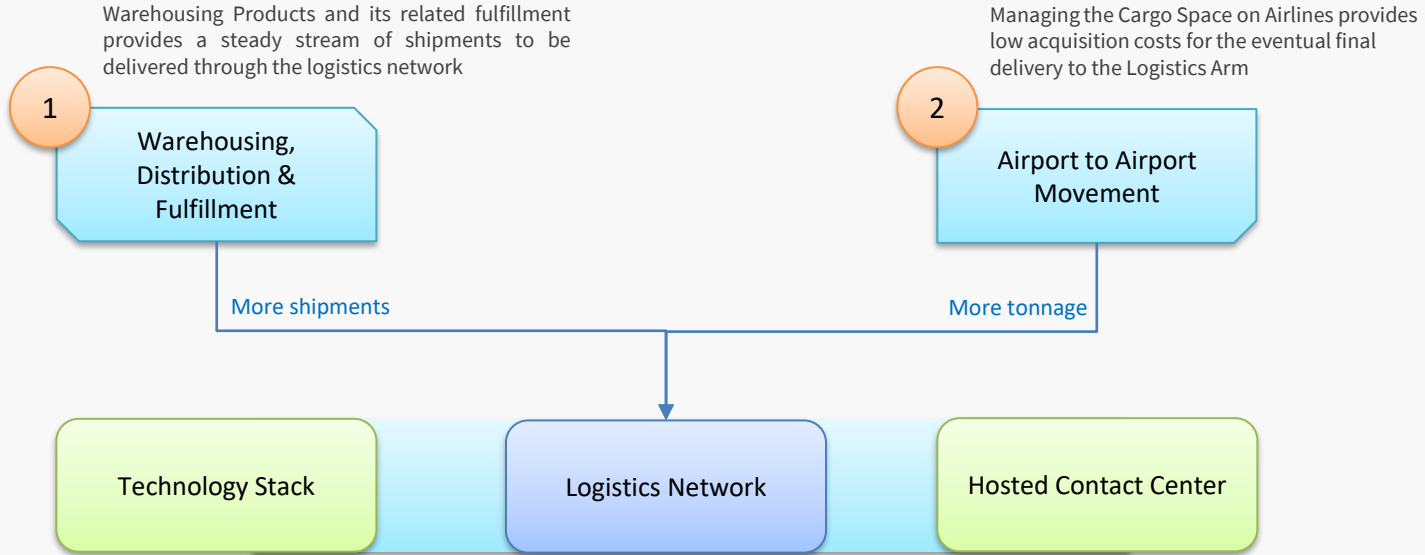 Warehousing Products and its related fulfillment
provides a steady stream of shipments to be
delivered through the logistics network
Managing the Cargo Space on Airlines provides
low acquisition costs for the eventual final
delivery to the Logistics Arm
1
Warehousing,
Distribution &
Fulfillment
2
Airport to Airport
Movement
More shipments
More tonnage
Technology Stack
Logistics Network
Hosted Contact Center